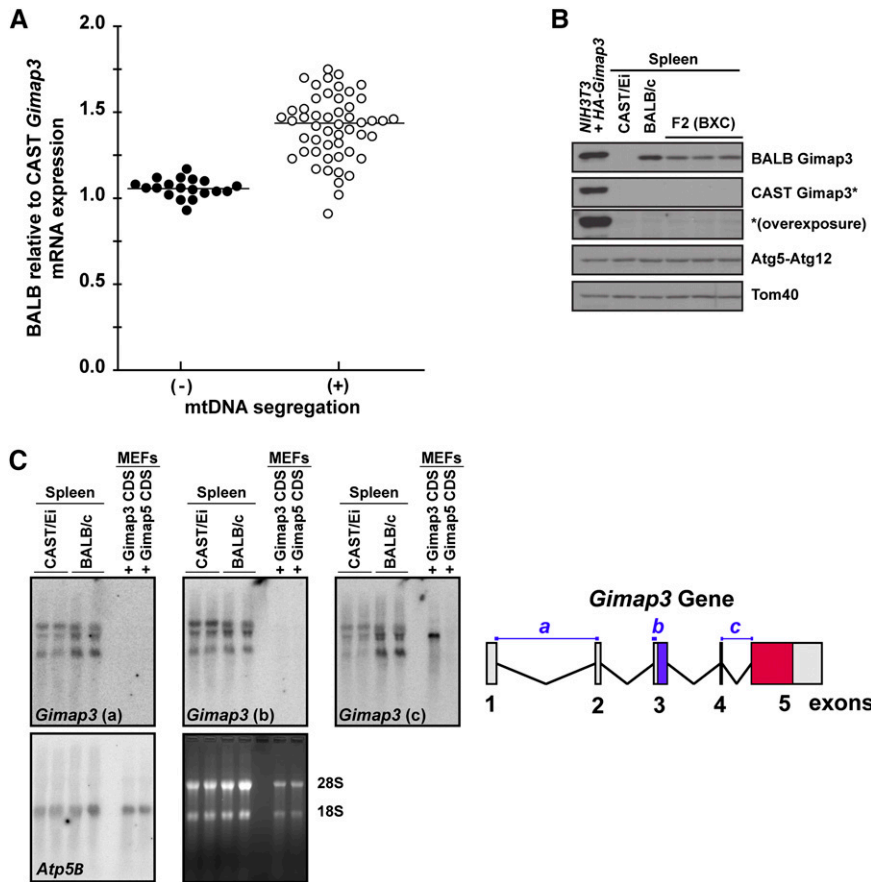 A
BALB relative to CAST Gimap3
mRNA expression
2.0
1.5
1.0
0.5
0.0
(-)
(+)
mtDNA segregation
B
NIH3T3
+ HA-Gimap3
CAST/Ei
BALB/c
Spleen
F2 (BXC)
BALB Gimap3
CAST Gimap3*
*(overexposure)
Atg5-Atg12
Tom40
C
Spleen
CAST/Ei
BALB/c
MEFs
+ Gimap3 CDS
+ Gimap5 CDS
Gimap3 (a)
Atp5B
Spleen
CAST/Ei
BALB/c
MEFs
+ Gimap3 CDS
+ Gimap5 CDS
Gimap3 (b)
28S
18S
Spleen
CAST/Ei
BALB/c
MEFs
+ Gimap3 CDS
+ Gimap5 CDS
Gimap3 (c)
Gimap3 Gene
a
b
c
1
2
3
4
5
exons